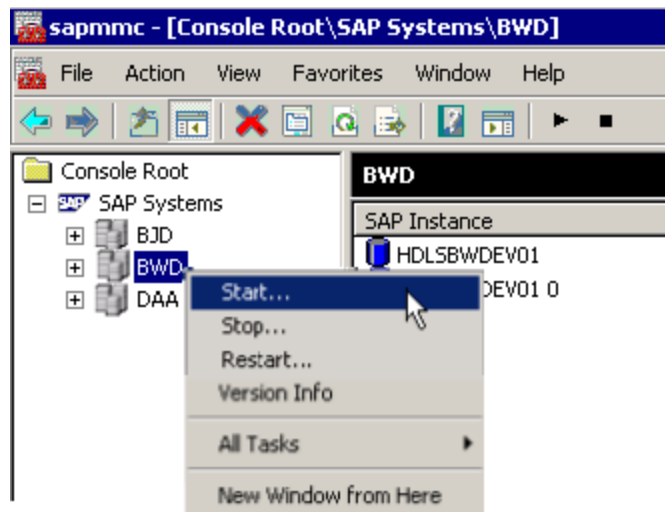 sapmmc - [Console Root\SAP Systems\BWD]
File Action View Favorites Window Help
Console Root
SAP SAP Systems
BJD
BWD
DAA
BWD
SAP Instance
HDLSBWDEV01
DEV01 0
Start...
Stop...
Restart...
Version Info
All Tasks
New Window from Here